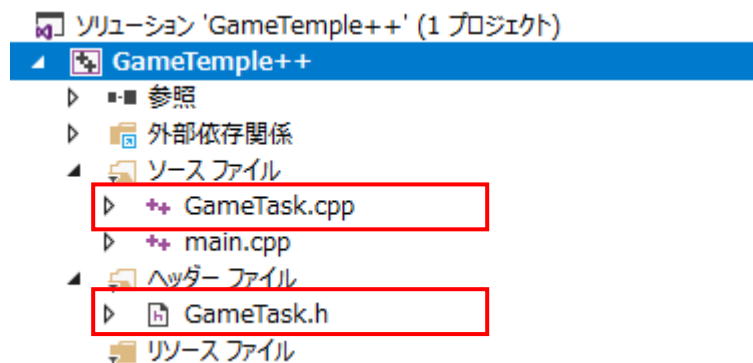 ソリューション 'GameTemple++' (1 プロジェクト)
GameTemple++
参照
外部依存関係
ソース ファイル
++ GameTask.cpp
++ main.cpp
ヘッダー ファイル
h GameTask.h
リソース ファイル